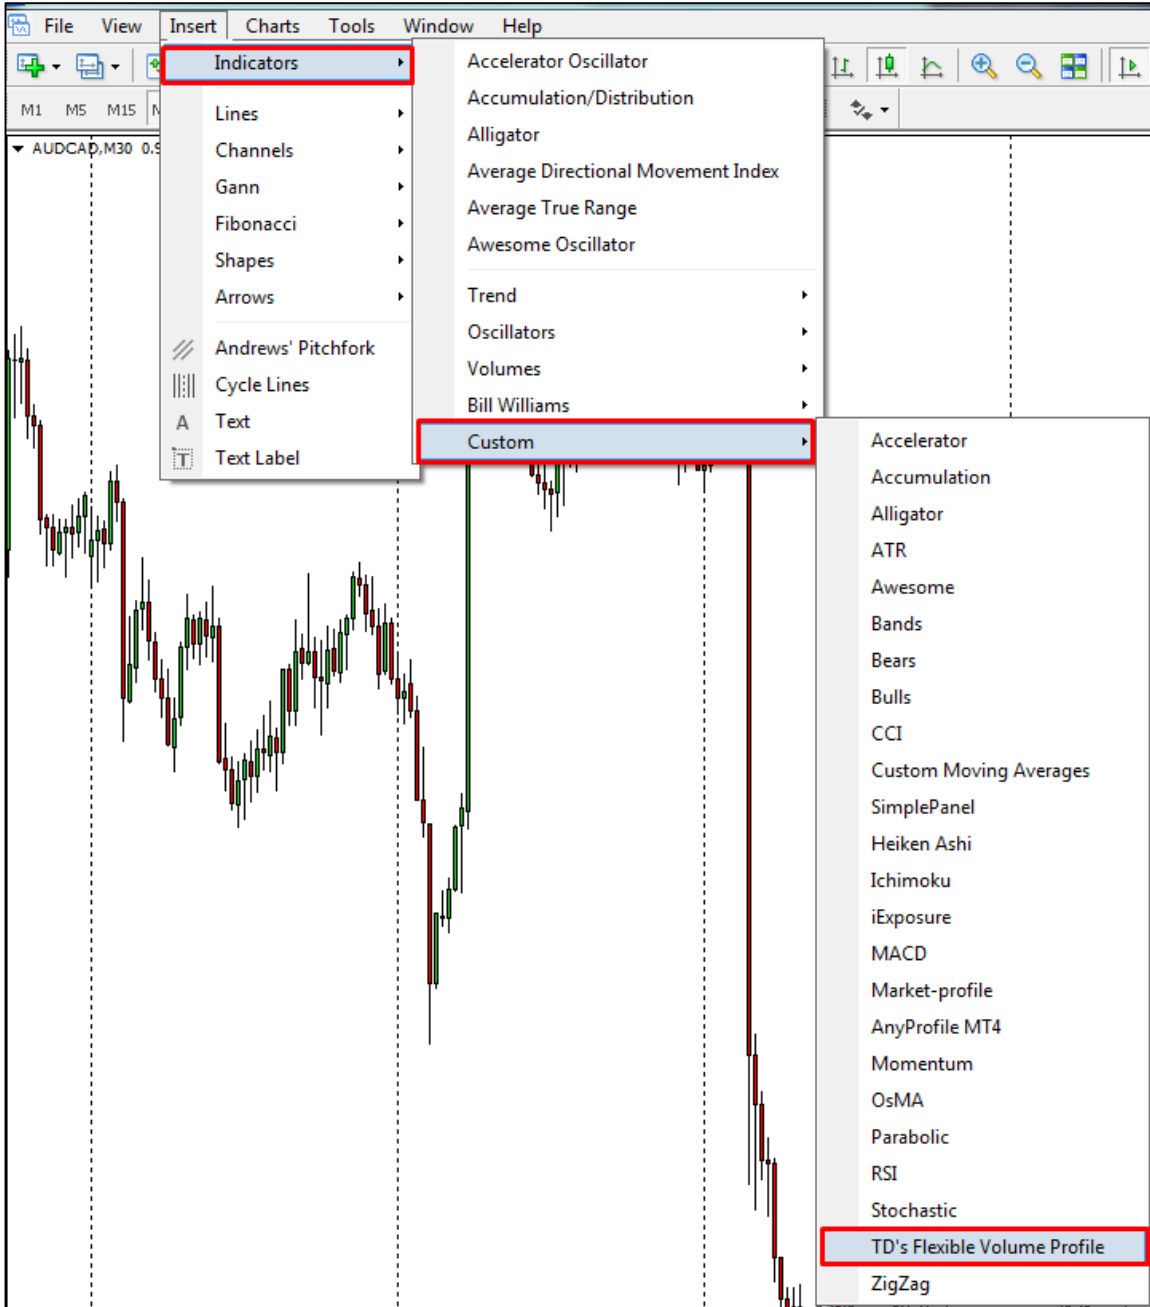 File View Insert Charts Tools Window Help
M1 M5 M15
AUDCAD,M30 0.9
Indicators
Lines
Channels
Gann
Fibonacci
Shapes
Arrows
Andrews' Pitchfork
Cycle Lines
A Text
T Text Label
Accelerator Oscillator
Accumulation/Distribution
Alligator
Average Directional Movement Index
Average True Range
Awesome Oscillator
Trend
Oscillators
Volumes
Bill Williams
Custom
Accelerator
Accumulation
Alligator
ATR
Awesome
Bands
Bears
Bulls
CCI
Custom Moving Averages
SimplePanel
Heiken Ashi
Ichimoku
iExposure
MACD
Market-profile
AnyProfile MT4
Momentum
OsMA
Parabolic
RSI
Stochastic
TD's Flexible Volume Profile
ZigZag